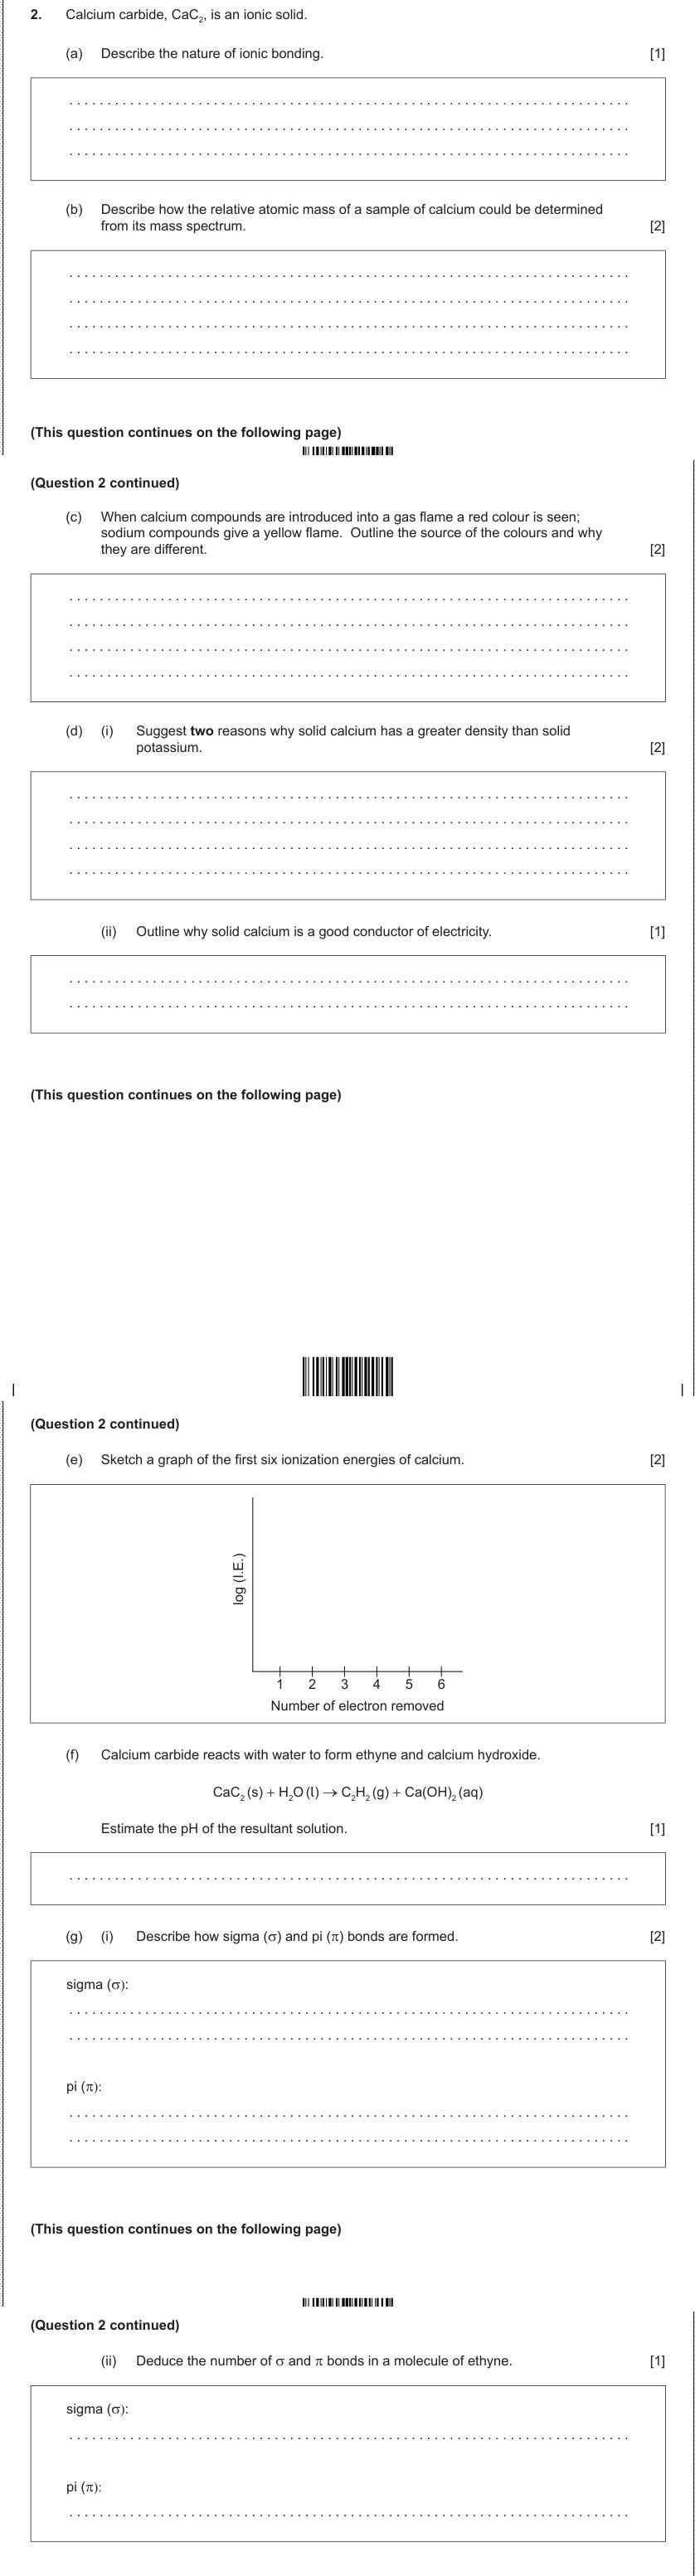 2. Calcium carbide, CaC₂, is an ionic solid.
(a) Describe the nature of ionic bonding. [1]
(b) Describe how the relative atomic mass of a sample of calcium could be determined
from its mass spectrum. [2]
(This question continues on the following page)
(Question 2 continued)
(c) When calcium compounds are introduced into a gas flame a red colour is seen;
sodium compounds give a yellow flame. Outline the source of the colours and why
they are different. [2]
(d) (i) Suggest two reasons why solid calcium has a greater density than solid
potassium. [2]
(ii) Outline why solid calcium is a good conductor of electricity. [1]
(This question continues on the following page)
(Question 2 continued)
(e) Sketch a graph of the first six ionization energies of calcium. [2]
log (I.E.)
1 2 3 4 5 6
Number of electron removed
(f) Calcium carbide reacts with water to form ethyne and calcium hydroxide.
CaC₂ (s) + H₂O (l) → C₂H₂ (g) + Ca(OH)₂ (aq)
Estimate the pH of the resultant solution. [1]
(g) (i) Describe how sigma (σ) and pi (π) bonds are formed. [2]
sigma (σ):
pi (π):
(This question continues on the following page)
(Question 2 continued)
(ii) Deduce the number of σ and π bonds in a molecule of ethyne. [1]
sigma (σ):
pi (π):